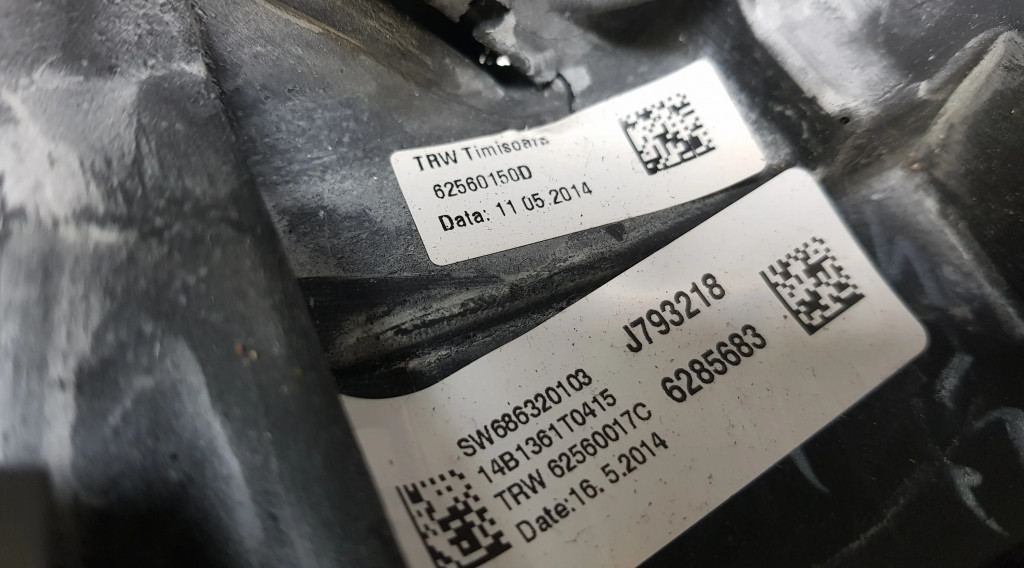 TRW Timisoara
62560150D
Data: 11 05.2014
J793218
6285683
SW686320103
14B1361T0415
TRW 62560017C
Date:16. 5.2014